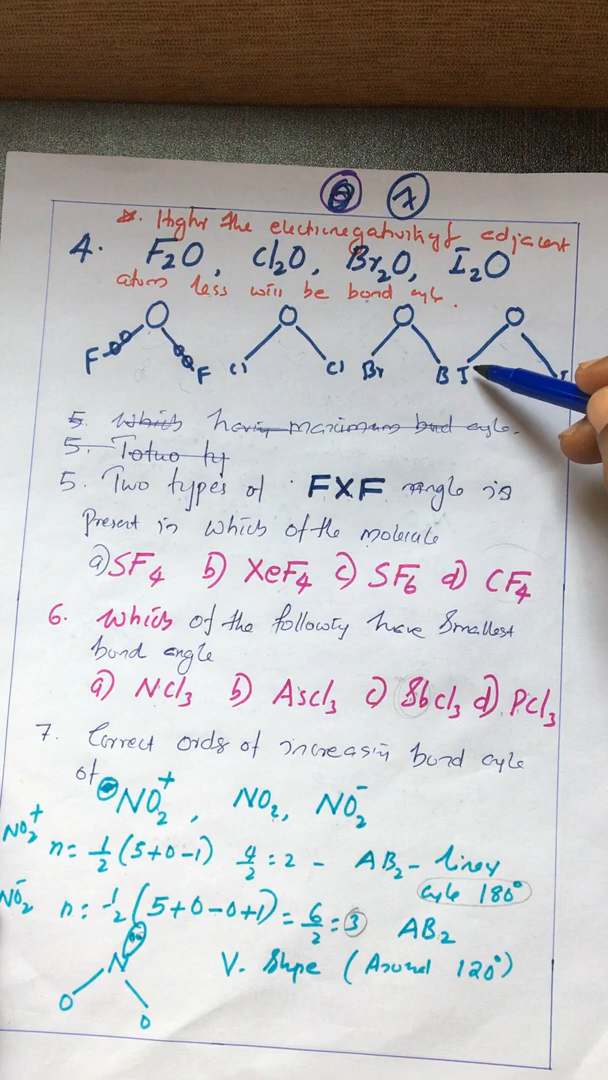 7
Higher the electronegativity of adjacent
4. F₂O, Cl₂O, Br₂O, I₂O
atom less will be bond angle.
O O O O
F F Cl Cl Br B I I
5. Which having maximum bond angle.
5.
5. Two types of FXF angle is
Present in which of the molecule
a) SF₄ b) XeF₄ c) SF₆ d) CF₄
6. Which of the following have smallest
bond angle
a) NCl₃ b) AsCl₃ c) SbCl₃ d) PCl₃
7. Correct order of increasing bond angle
of NO₂⁺, NO₂, NO₂⁻
NO₂⁺ n = 1/2 (5+0-1) 4/2 = 2 - AB₂ - linear
angle 180°
NO₂⁻ n = 1/2 (5+0-0+1) = 6/2 = 3 AB₂
N V. Shpe (Around 120°)
O O